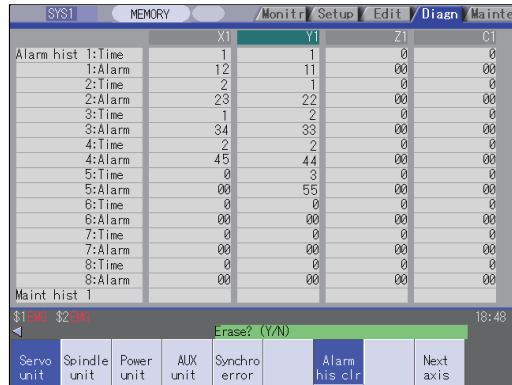 SYS1 MEMORY Monitr Setup Edit Diagn Mainte
X1 Y1 Z1 C1
Alarm hist 1:Time 1 1 0 0
1:Alarm 12 11 00 00
2:Time 2 1 0 0
2:Alarm 23 22 00 00
3:Time 1 2 0 0
3:Alarm 34 33 00 00
4:Time 2 2 0 0
4:Alarm 45 44 00 00
5:Time 0 3 0 0
5:Alarm 00 55 00 00
6:Time 0 0 0 0
6:Alarm 00 00 00 00
7:Time 0 0 0 0
7:Alarm 00 00 00 00
8:Time 0 0 0 0
8:Alarm 00 00 00 00
Maint hist 1
$1EMG $2EMG 18:48
Erase? (Y/N)
Servo unit Spindle unit Power unit AUX unit Synchro error Alarm his clr Next axis